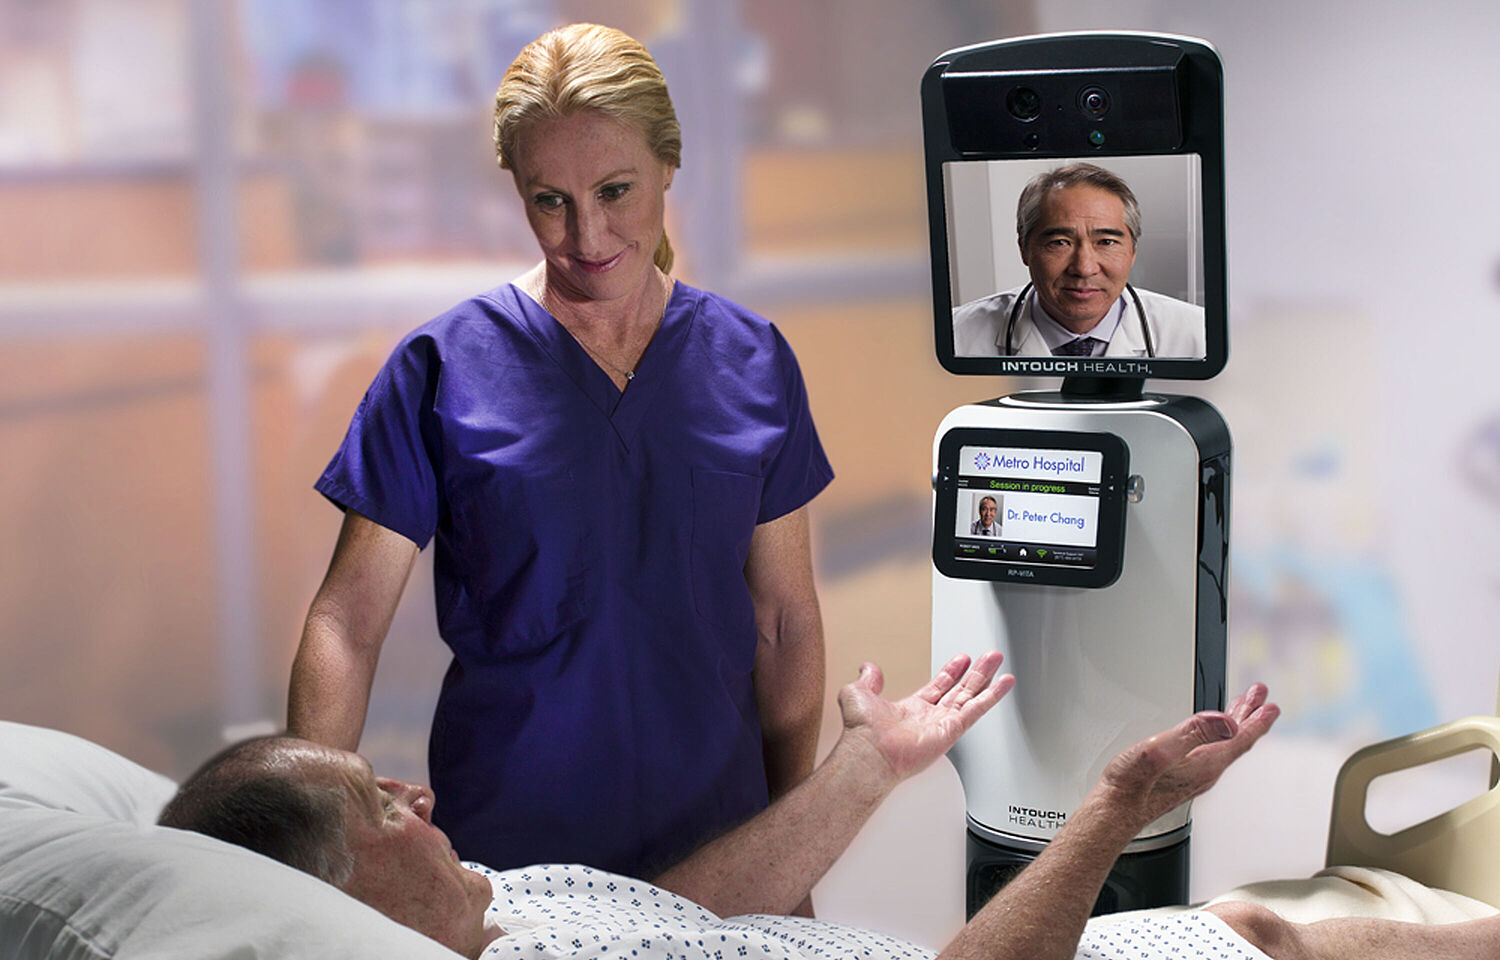 INTOUCH HEALTH
Metro Hospital
Session in progress
Dr. Peter Chang
RP-VITA
INTOUCH
HEALTH